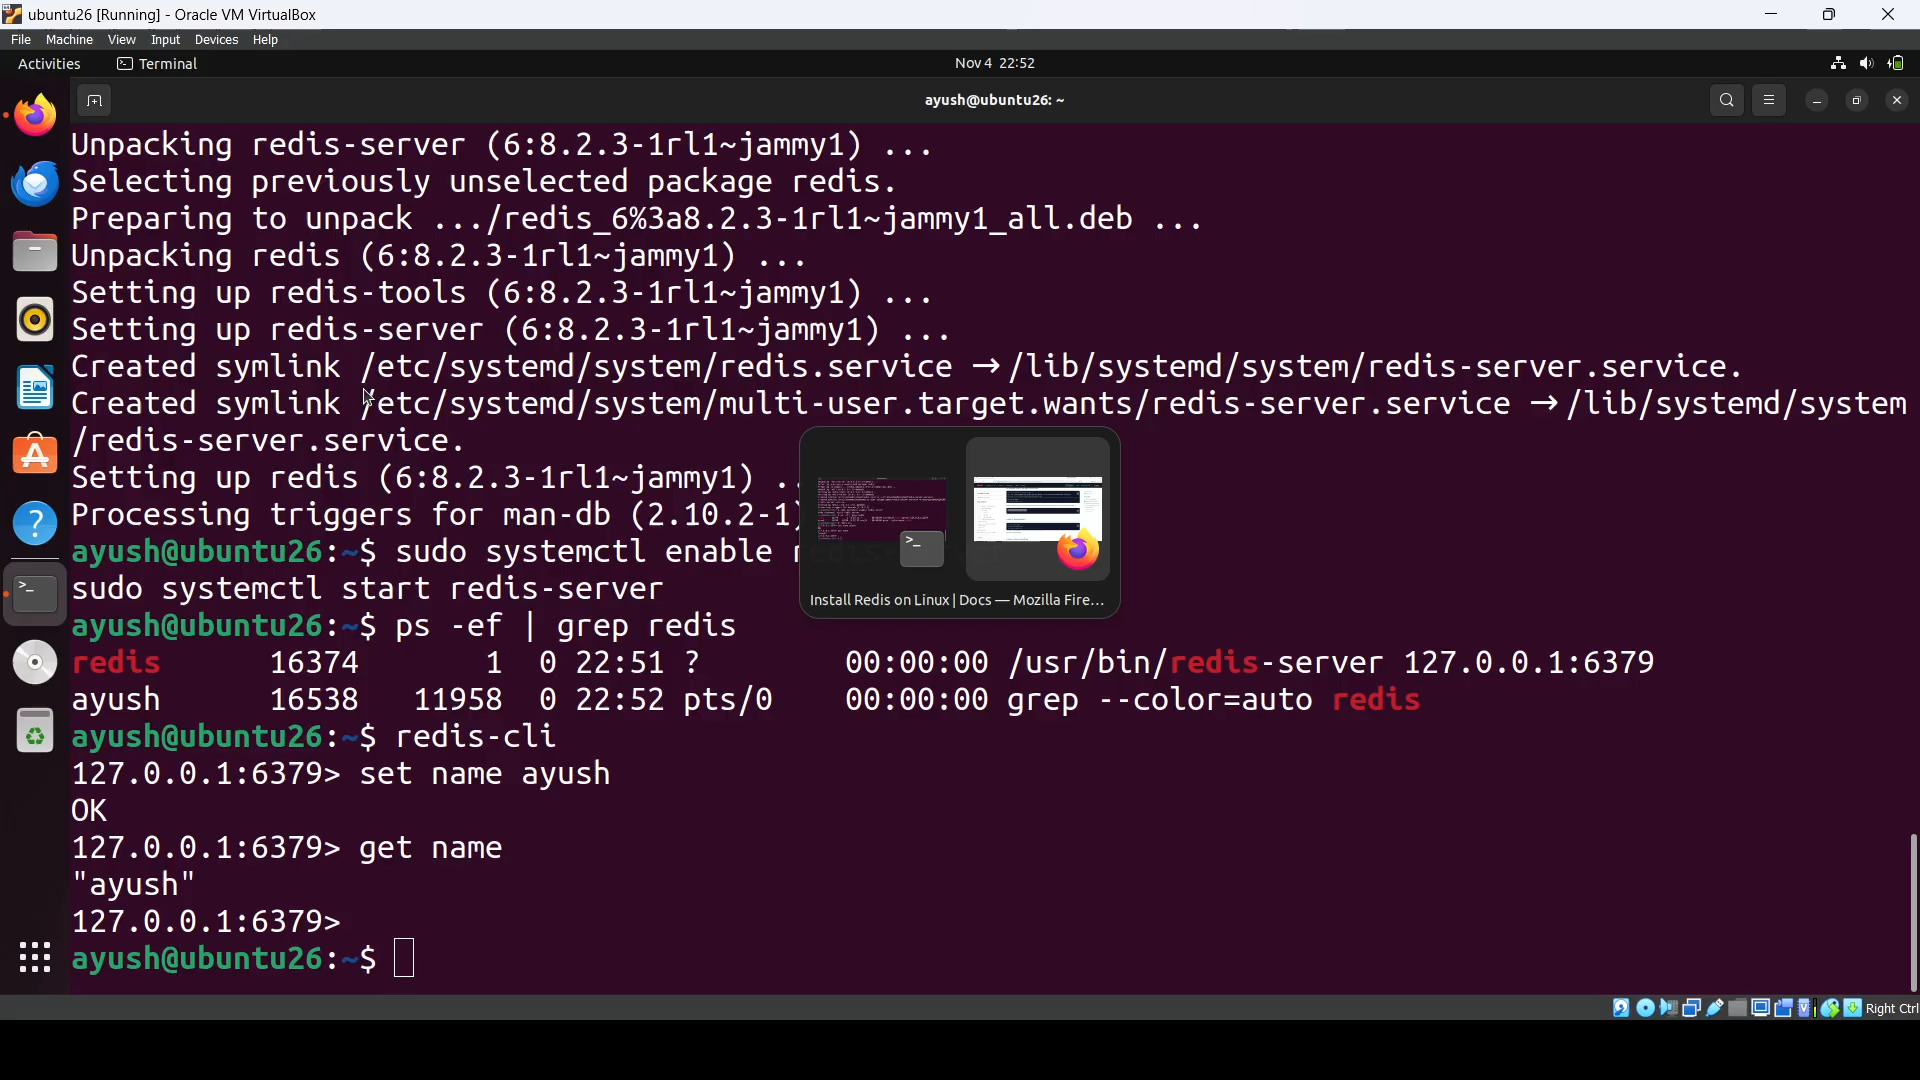 ubuntu26 [Running] - Oracle VM VirtualBox
File Machine View Input Devices Help
Activities Terminal Nov 4 22:52
ayush@ubuntu26: ~
Unpacking redis-server (6:8.2.3-1rl1~jammy1) ...
Selecting previously unselected package redis.
Preparing to unpack .../redis_6%3a8.2.3-1rl1~jammy1_all.deb ...
Unpacking redis (6:8.2.3-1rl1~jammy1) ...
Setting up redis-tools (6:8.2.3-1rl1~jammy1) ...
Setting up redis-server (6:8.2.3-1rl1~jammy1) ...
Created symlink /etc/systemd/system/redis.service → /lib/systemd/system/redis-server.service.
Created symlink /etc/systemd/system/multi-user.target.wants/redis-server.service → /lib/systemd/system
/redis-server.service.
Setting up redis (6:8.2.3-1rl1~jammy1) ..
Processing triggers for man-db (2.10.2-1)
ayush@ubuntu26:~$ sudo systemctl enable
sudo systemctl start redis-server
Install Redis on Linux | Docs — Mozilla Fire...
ayush@ubuntu26:~$ ps -ef | grep redis
redis 16374 1 0 22:51 ? 00:00:00 /usr/bin/redis-server 127.0.0.1:6379
ayush 16538 11958 0 22:52 pts/0 00:00:00 grep --color=auto redis
ayush@ubuntu26:~$ redis-cli
127.0.0.1:6379> set name ayush
OK
127.0.0.1:6379> get name
"ayush"
127.0.0.1:6379>
ayush@ubuntu26:~$
Right Ctrl